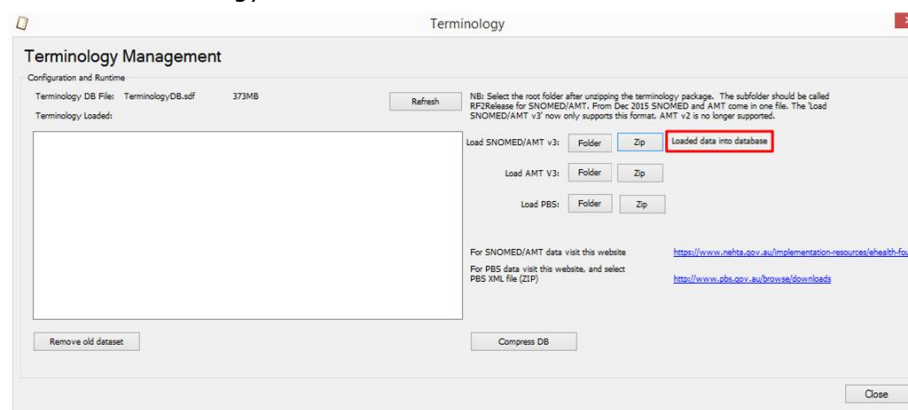 Terminology
Terminology Management
Configuration and Runtime
Terminology DB File: TerminologyDB.sdf 373MB
Refresh
Terminology Loaded:
NB: Select the root folder after unzipping the terminology package. The subfolder should be called
RF2Release for SNOMED/AMT. From Dec 2015 SNOMED and AMT come in one file. The 'Load
SNOMED/AMT v3' now only supports this format. AMT v2 is no longer supported.
Load SNOMED/AMT v3: Folder Zip Loaded data into database
Load AMT V3: Folder Zip
Load PBS: Folder Zip
For SNOMED/AMT data visit this website https://www.nehta.gov.au/implementation-resources/ehealth-fou
For PBS data visit this website, and select
PBS XML file (ZIP) http://www.pbs.gov.au/browse/downloads
Remove old dataset
Compress DB
Close